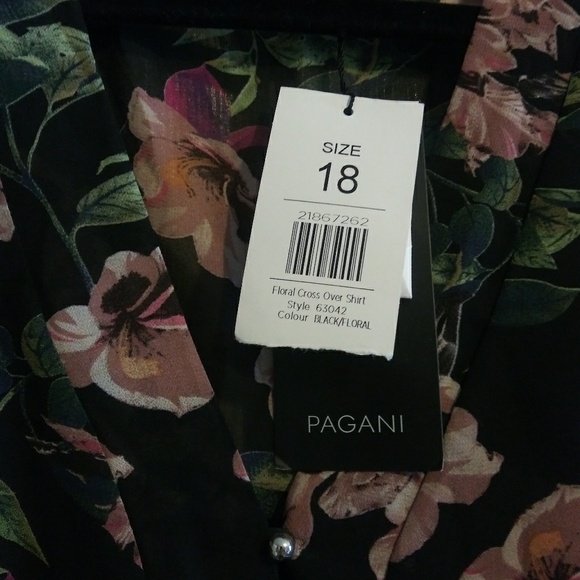 SIZE
18
21867262
Floral Cross Over Shirt
Style 63042
Colour BLACK/FLORAL
PAGANI